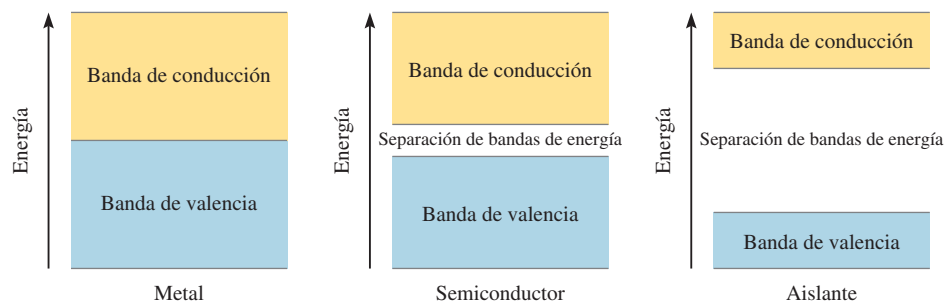 Energía
Banda de conducción
Banda de valencia
Metal
Energía
Banda de conducción
Separación de bandas de energía
Banda de valencia
Semiconductor
Energía
Banda de conducción
Separación de bandas de energía
Banda de valencia
Aislante